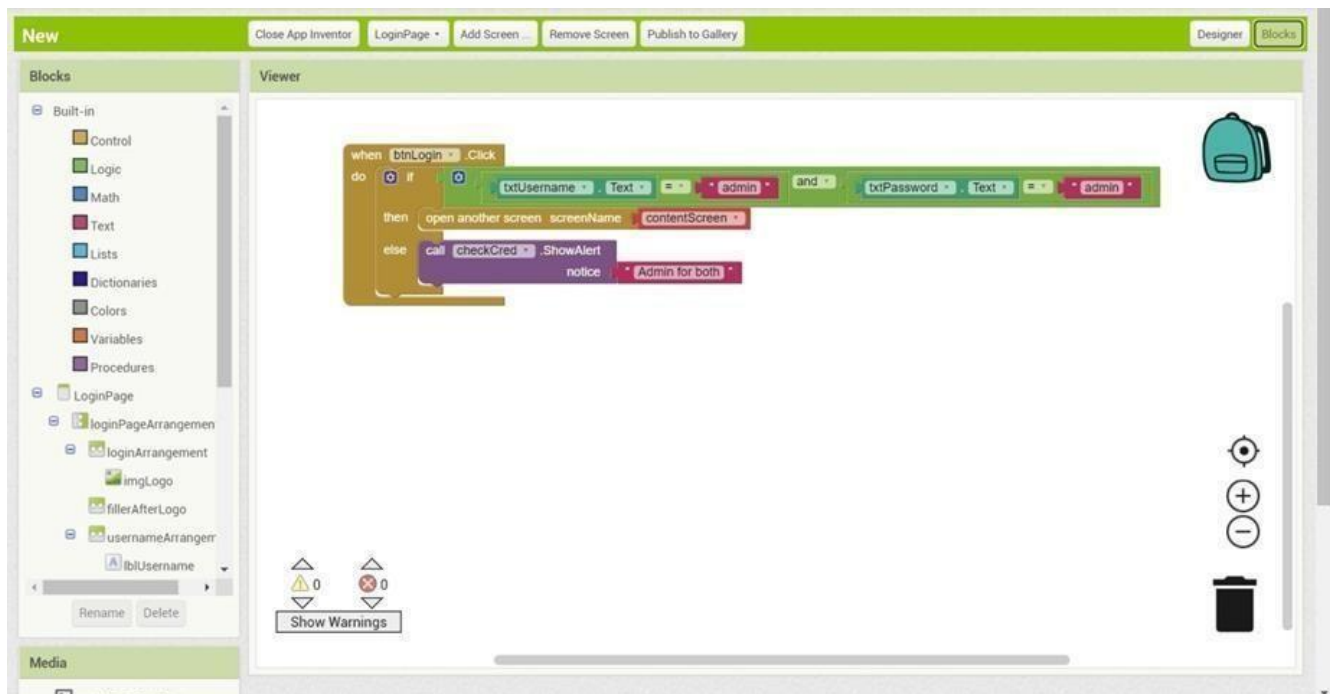 New
Close App Inventor
LoginPage
Add Screen ...
Remove Screen
Publish to Gallery
Designer
Blocks
Blocks
Viewer
Built-in
Control
Logic
Math
Text
Lists
Dictionaries
Colors
Variables
Procedures
LoginPage
loginPageArrangemen
loginArrangement
imgLogo
fillerAfterLogo
usernameArrangem
A lblUsername
Rename Delete
Media
when btnLogin .Click
do if txtUsername . Text = " admin " and txtPassword . Text = " admin "
then open another screen screenName contentScreen
else call checkCred .ShowAlert
notice " Admin for both "
0 0
Show Warnings